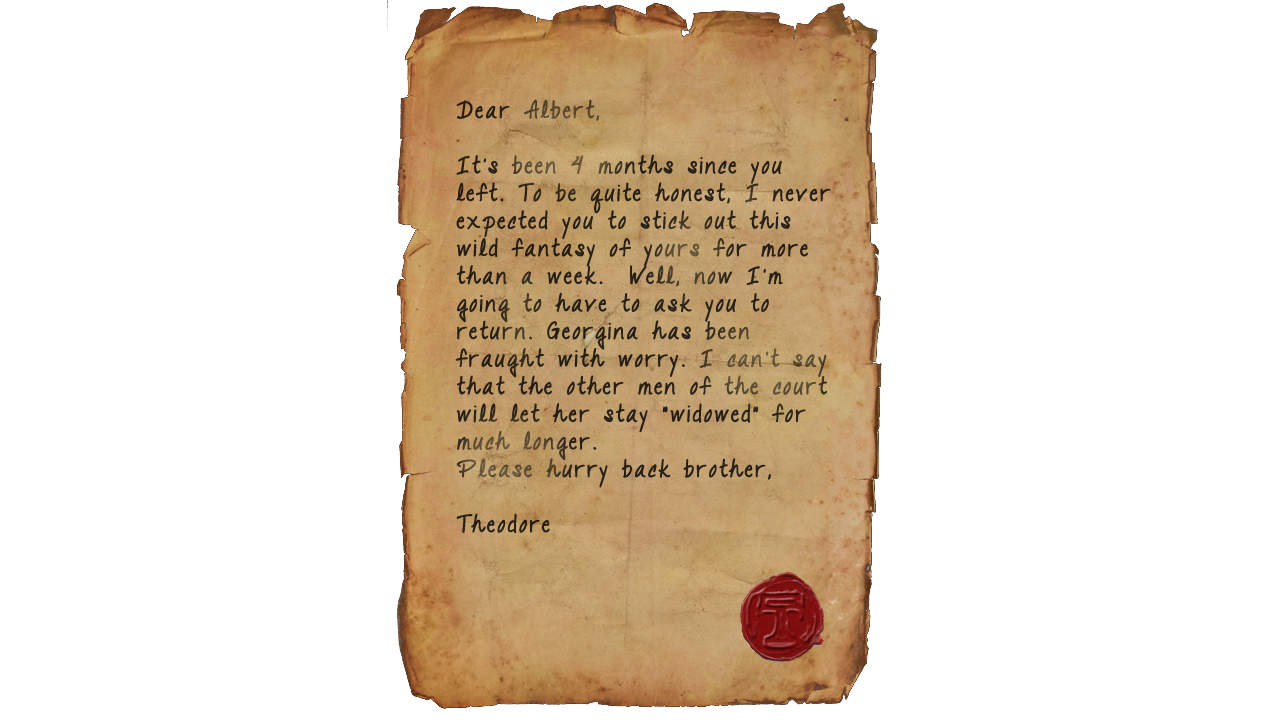 Dear Albert,
It's been 4 months since you
left. To be quite honest, I never
expected you to stick out this
wild fantasy of yours for more
than a week. Well, now I'm
going to have to ask you to
return. Georgina has been
fraught with worry. I can't say
that the other men of the court
will let her stay "widowed" for
much longer.
Please hurry back brother,
Theodore